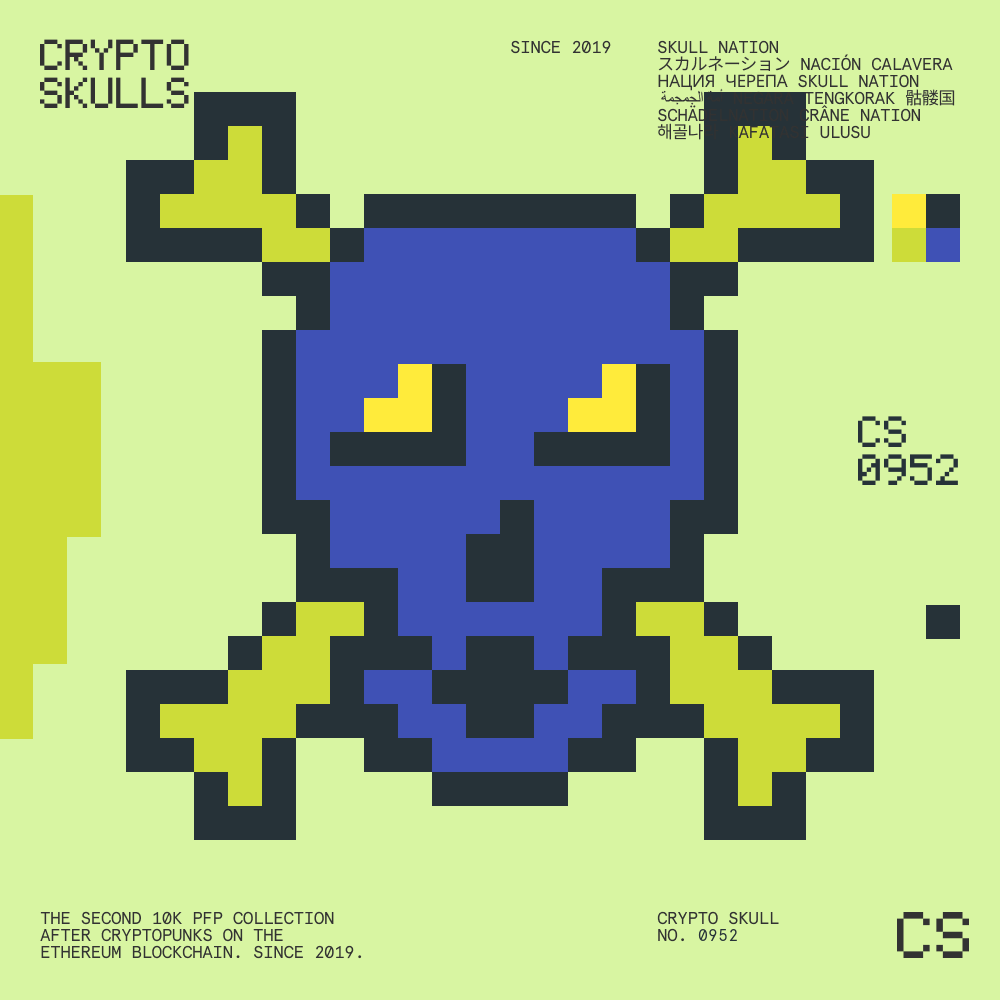 CRYPTO
SKULLS
SINCE 2019
SKULL NATION
スカルネーション NACIÓN CALAVERA
НАЦИЯ ЧЕРЕПА SKULL NATION
الجمجمة TENGKORAK 骷髅国
CRÂNE NATION
ULUSU
CS
0952
THE SECOND 10K PFP COLLECTION
AFTER CRYPTOPUNKS ON THE
ETHEREUM BLOCKCHAIN. SINCE 2019.
CRYPTO SKULL
NO. 0952
CS